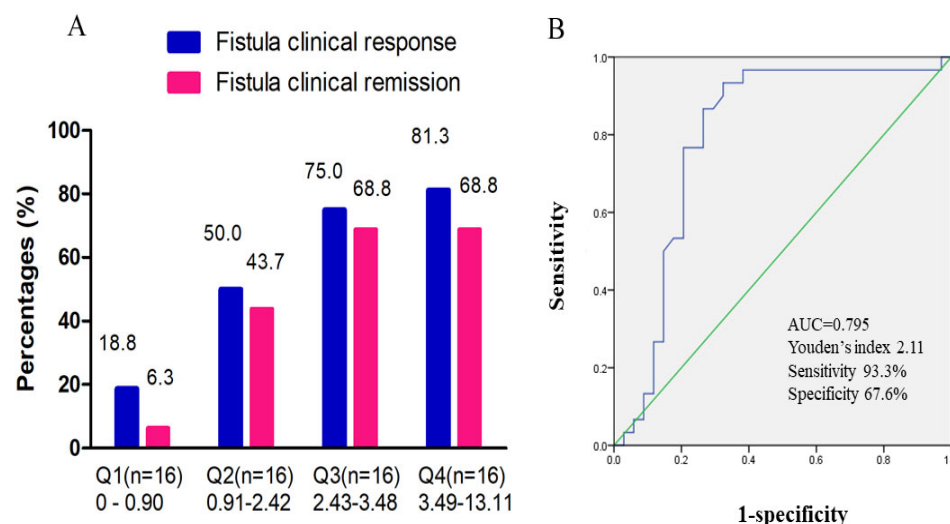 A
Fistula clinical response
Fistula clinical remission
Percentages (%)
100
80
60
40
20
0
18.8
6.3
50.0
43.7
75.0
68.8
81.3
68.8
Q1(n=16) Q2(n=16) Q3(n=16) Q4(n=16)
0 - 0.90 0.91-2.42 2.43-3.48 3.49-13.11
B
Sensitivity
1.0
0.8
0.6
0.4
0.2
0.0
AUC=0.795
Youden's index 2.11
Sensitivity 93.3%
Specificity 67.6%
0.0 0.2 0.4 0.6 0.8
1-specificity